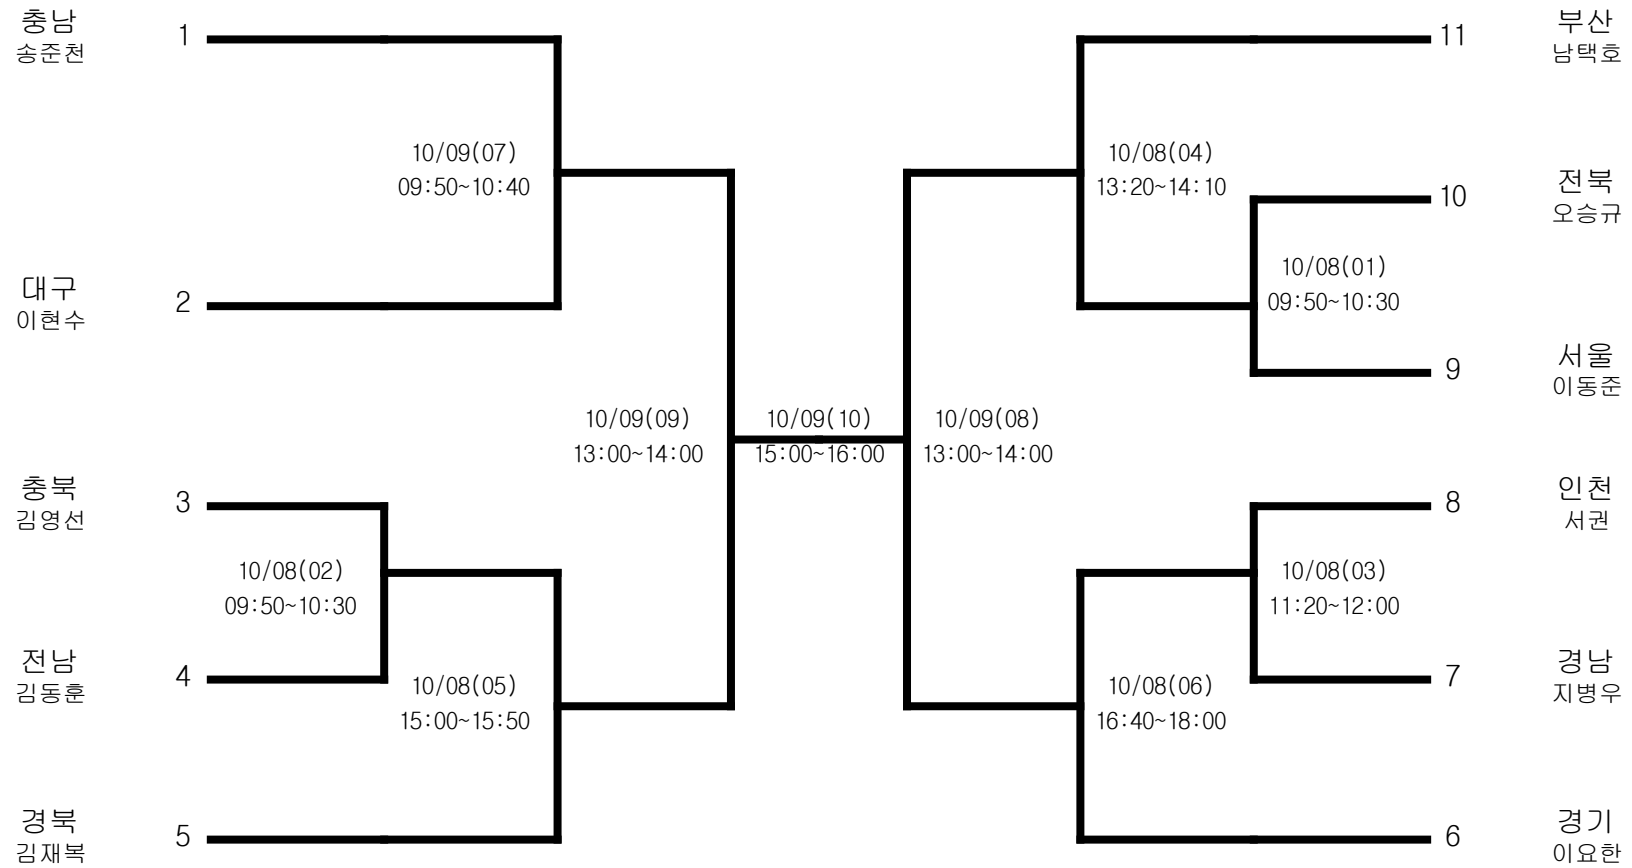 충남
송준천
1
11
부산
남택호
10/09(07)
09:50~10:40
10/08(04)
13:20~14:10
10
전북
오승규
10/08(01)
09:50~10:30
대구
이현수
2
9
서울
이동준
10/09(09)
13:00~14:00
10/09(10)
15:00~16:00
10/09(08)
13:00~14:00
충북
김영선
3
8
인천
서권
10/08(02)
09:50~10:30
10/08(03)
11:20~12:00
전남
김동훈
4
10/08(05)
15:00~15:50
10/08(06)
16:40~18:00
7
경남
지병우
경북
김재복
5
6
경기
이요한